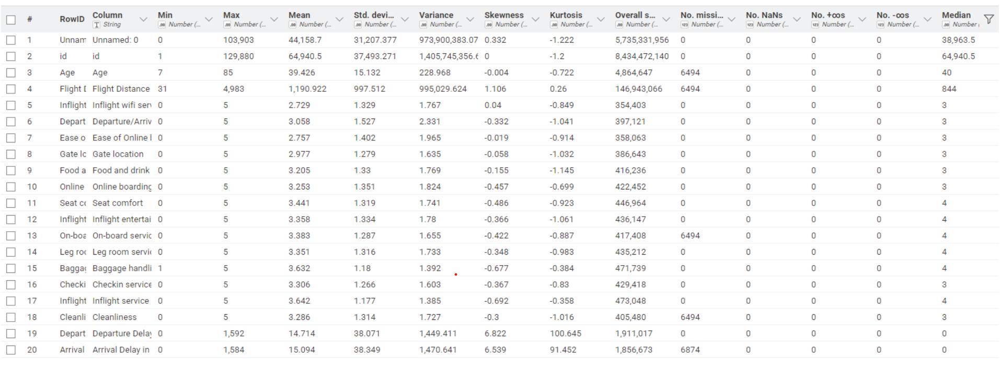 # RowID Column Min Max Mean Std. devi... Variance Skewness Kurtosis Overall s... No. missi... No. NaNs No. +∞s No. -∞s Median
T String .00 Number (... .00 Number (... .00 Number (... .00 Number (... .00 Number (... .00 Number (... .00 Number (... .00 Number (... 123 Number (... 123 Number (... 123 Number (... 123 Number (... .00 Number
1 Unnam Unnamed: 0 0 103,903 44,158.7 31,207.377 973,900,383.07 0.332 -1.222 5,735,331,956 0 0 0 0 38,963.5
2 id id 1 129,880 64,940.5 37,493.271 1,405,745,356.6 0 -1.2 8,434,472,140 0 0 0 0 64,940.5
3 Age Age 7 85 39.426 15.132 228.968 -0.004 -0.722 4,864,647 6494 0 0 0 40
4 Flight D Flight Distance 31 4,983 1,190.922 997.512 995,029.624 1.106 0.26 146,943,066 6494 0 0 0 844
5 Inflight Inflight wifi serv 0 5 2.729 1.329 1.767 0.04 -0.849 354,403 0 0 0 0 3
6 Depart Departure/Arriv 0 5 3.058 1.527 2.331 -0.332 -1.041 397,121 0 0 0 0 3
7 Ease o Ease of Online 0 5 2.757 1.402 1.965 -0.019 -0.914 358,063 0 0 0 0 3
8 Gate lo Gate location 0 5 2.977 1.279 1.635 -0.058 -1.032 386,643 0 0 0 0 3
9 Food a Food and drink 0 5 3.205 1.33 1.769 -0.155 -1.145 416,236 0 0 0 0 3
10 Online Online boarding 0 5 3.253 1.351 1.824 -0.457 -0.699 422,452 0 0 0 0 3
11 Seat co Seat comfort 0 5 3.441 1.319 1.741 -0.486 -0.923 446,964 0 0 0 0 4
12 Inflight Inflight entertai 0 5 3.358 1.334 1.78 -0.366 -1.061 436,147 0 0 0 0 4
13 On-boa On-board servic 0 5 3.383 1.287 1.655 -0.422 -0.887 417,408 6494 0 0 0 4
14 Leg roo Leg room servic 0 5 3.351 1.316 1.733 -0.348 -0.983 435,212 0 0 0 0 4
15 Baggag Baggage handli 1 5 3.632 1.18 1.392 -0.677 -0.384 471,739 0 0 0 0 4
16 Checki Checkin service 0 5 3.306 1.266 1.603 -0.367 -0.83 429,418 0 0 0 0 3
17 Inflight Inflight service 0 5 3.642 1.177 1.385 -0.692 -0.358 473,048 0 0 0 0 4
18 Cleanli Cleanliness 0 5 3.286 1.314 1.727 -0.3 -1.016 405,480 6494 0 0 0 3
19 Depart Departure Delay 0 1,592 14.714 38.071 1,449.411 6.822 100.645 1,911,017 0 0 0 0 0
20 Arrival Arrival Delay in 0 1,584 15.094 38.349 1,470.641 6.539 91.452 1,856,673 6874 0 0 0 0